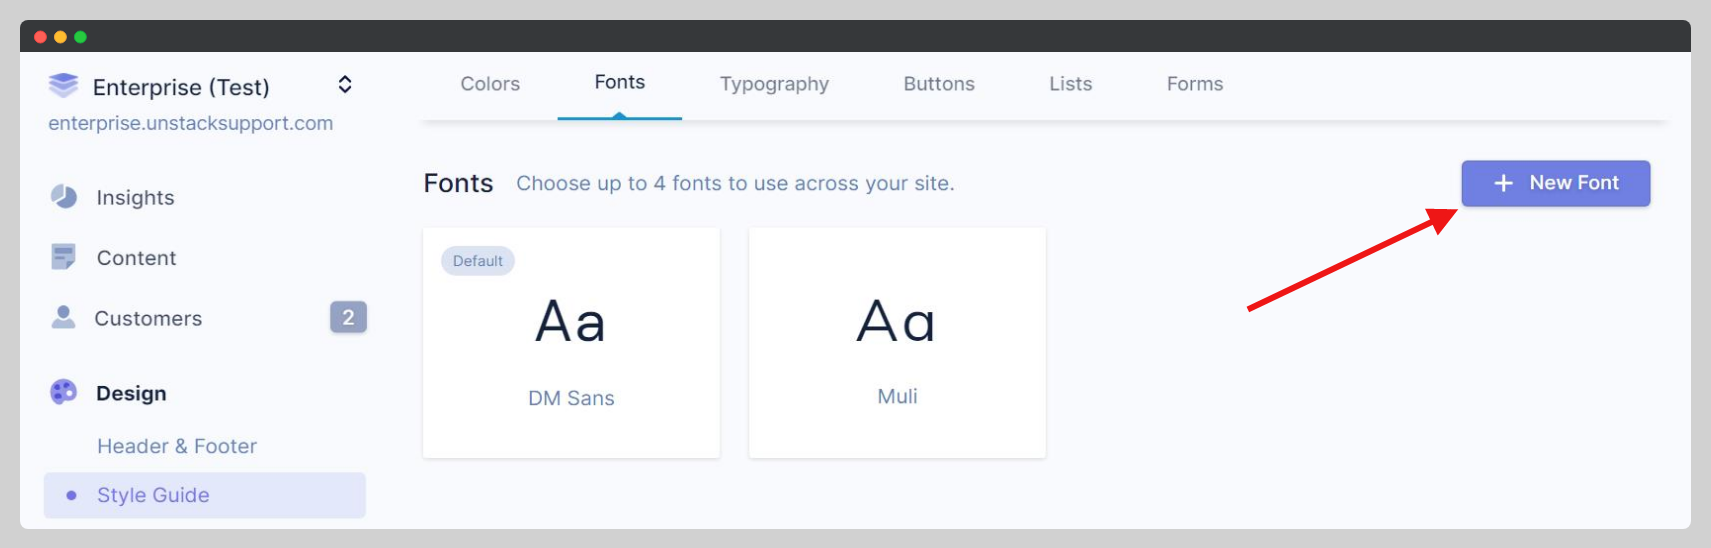 Enterprise (Test)
enterprise.unstacksupport.com
Insights
Content
Customers 2
Design
Header & Footer
Style Guide
Colors Fonts Typography Buttons Lists Forms
Fonts Choose up to 4 fonts to use across your site.
+ New Font
Default
Aa
DM Sans
Aa
Muli